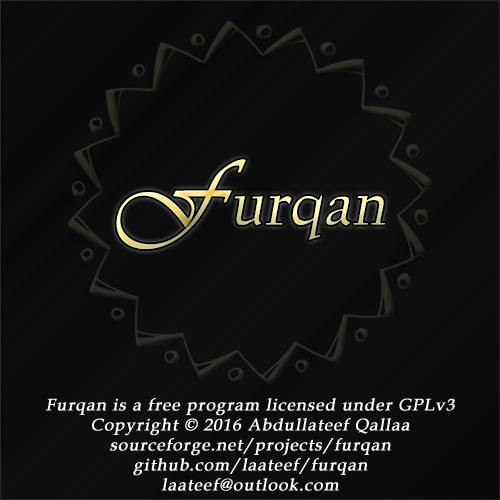 Furqan
Furqan is a free program licensed under GPLv3
Copyright © 2016 Abdullateef Qallaa
sourceforge.net/projects/furqan
github.com/laateef/furqan
laateef@outlook.com